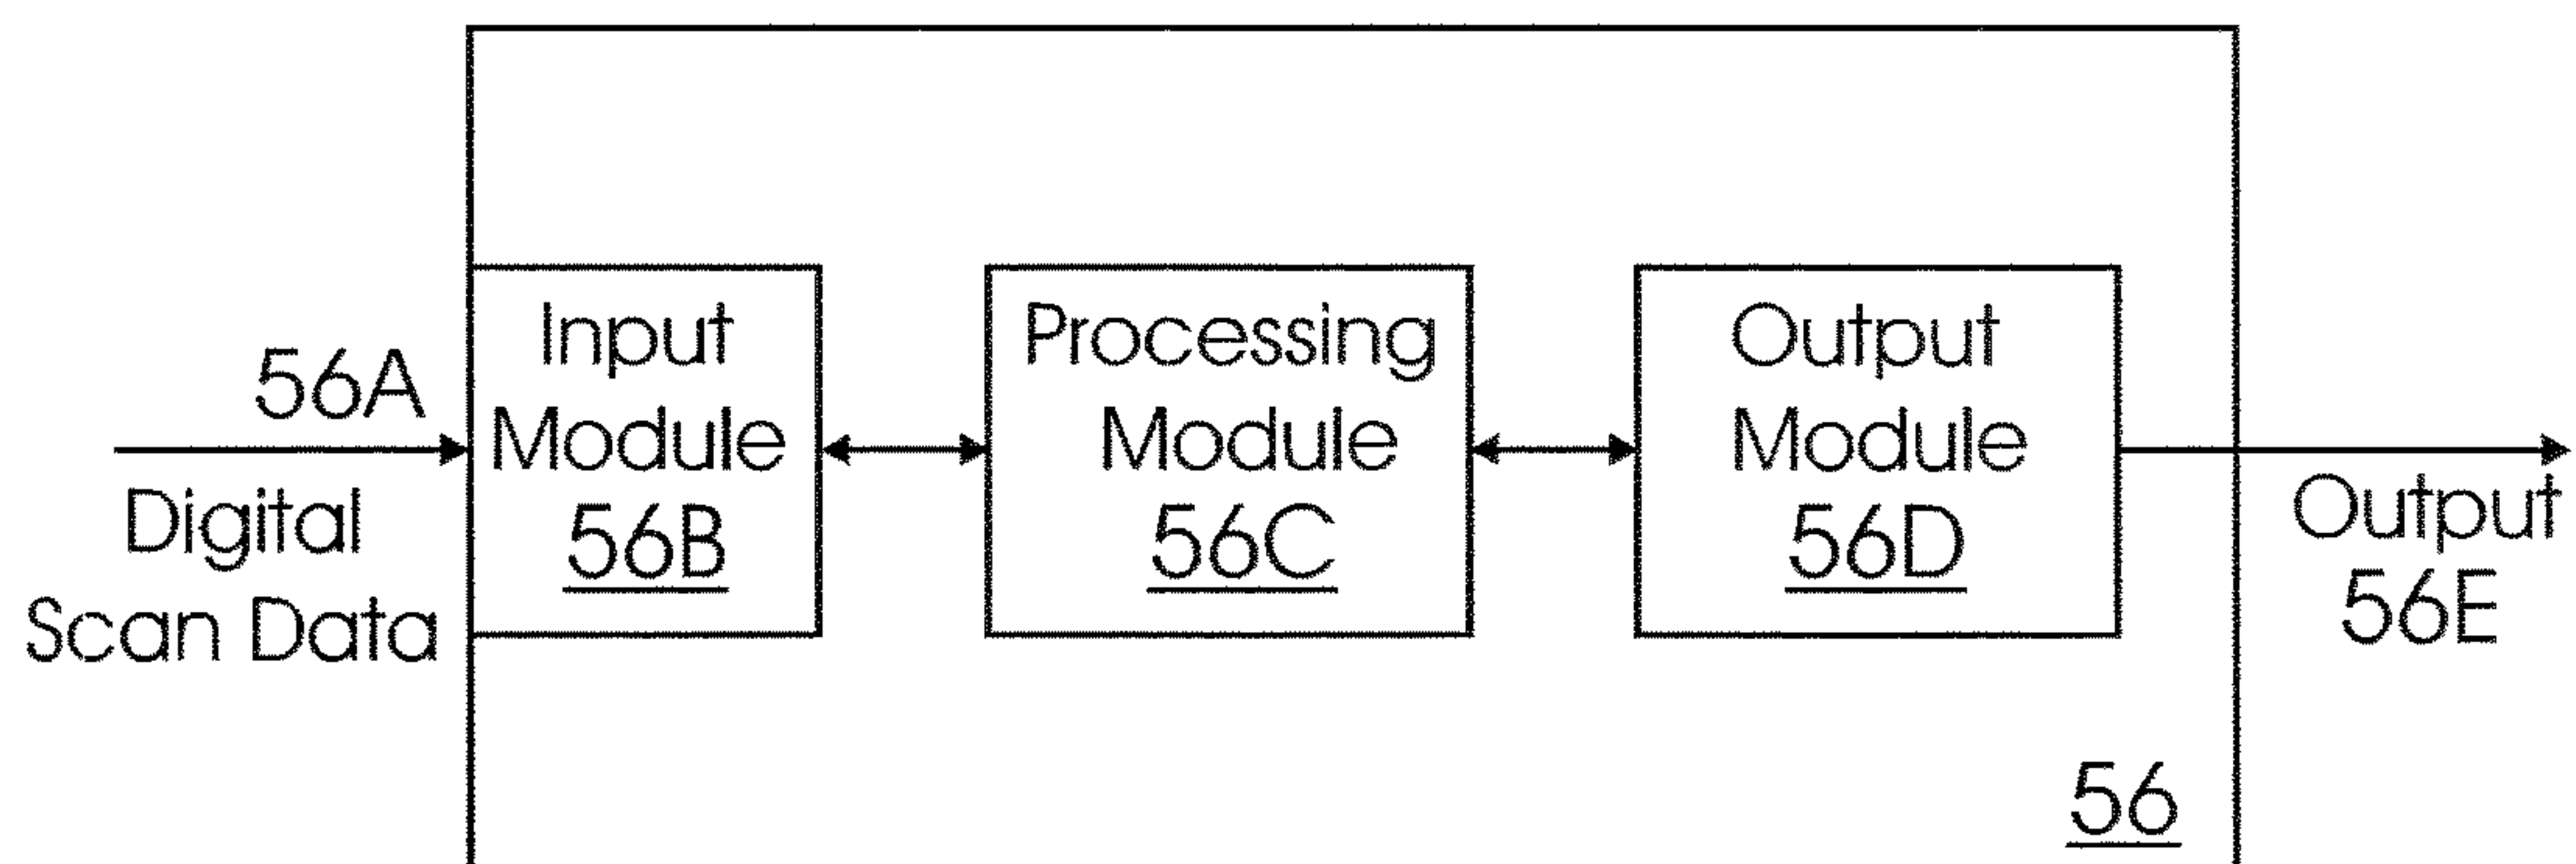 56A
Digital
Scan Data
Input
Module
56B
Processing
Module
56C
Output
Module
56D
Output
56E
56